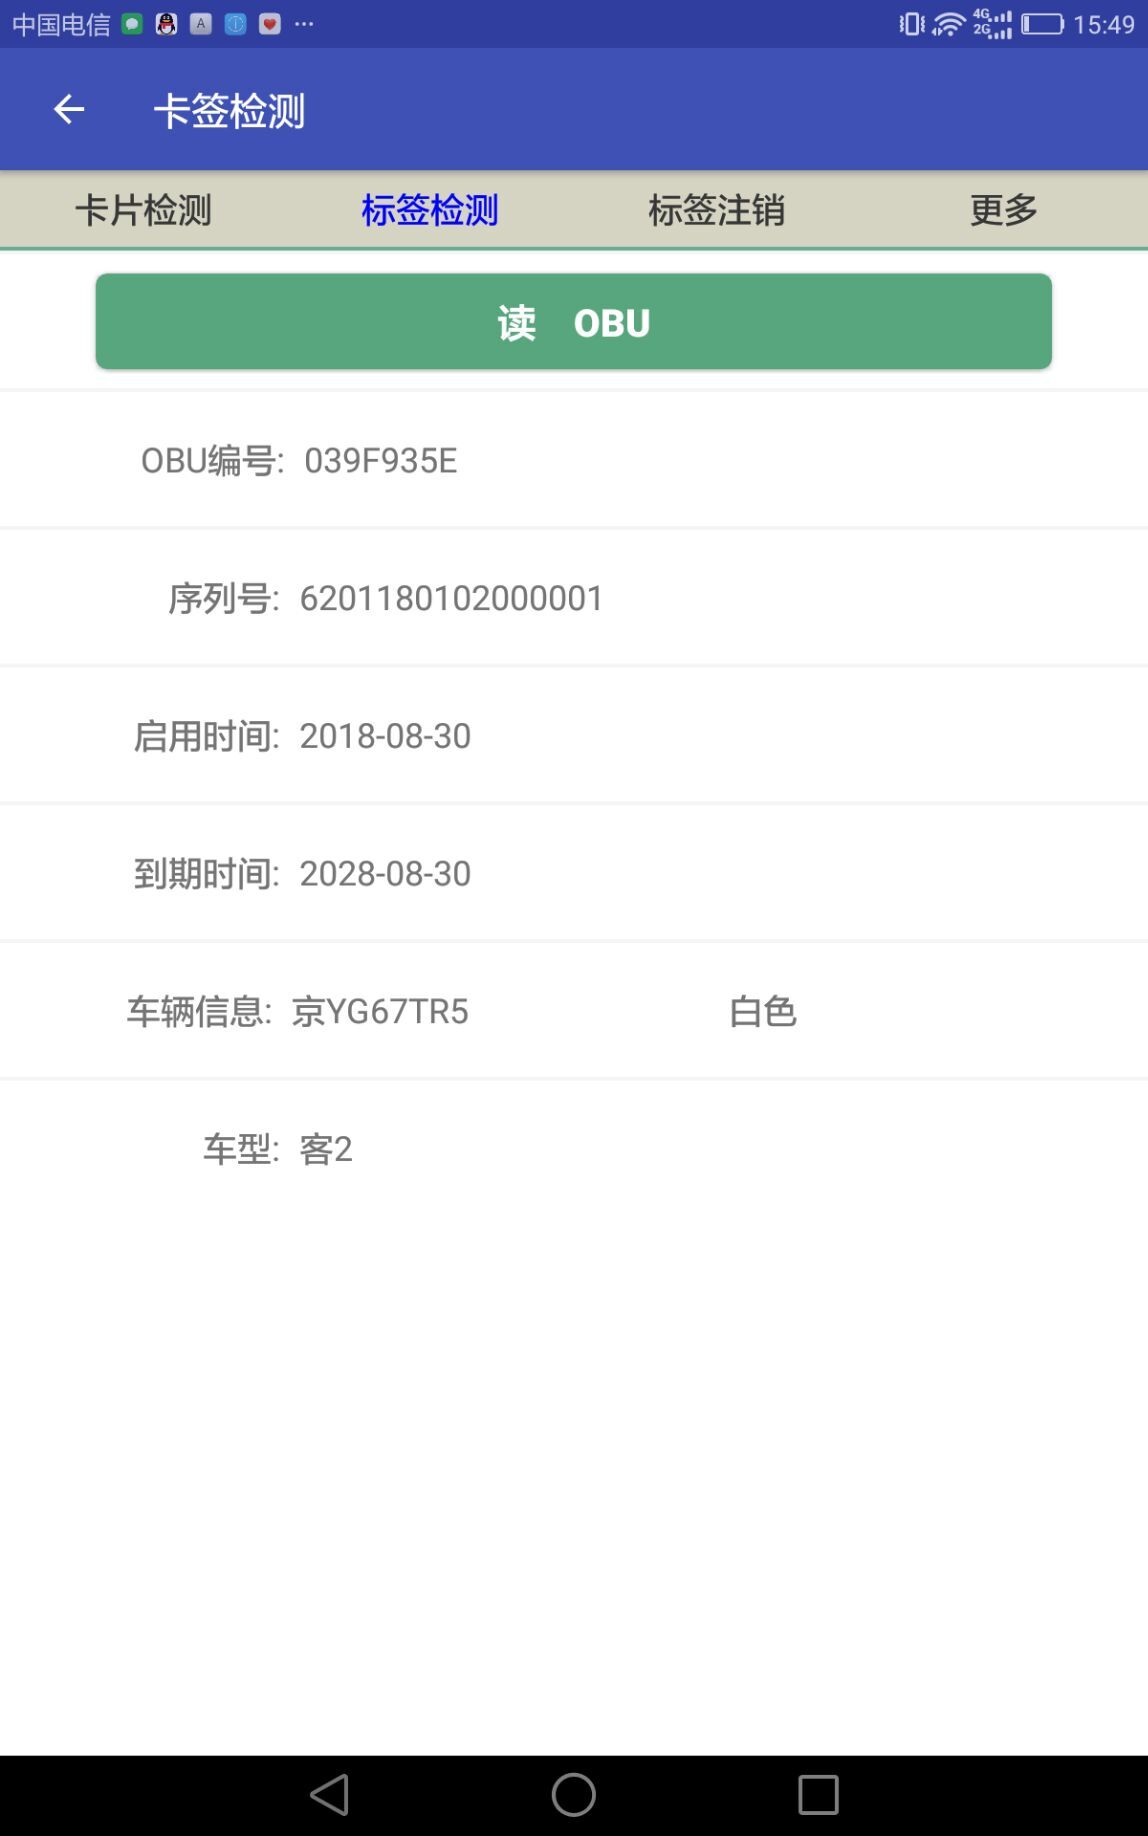 中国电信 ... 4G 2G 15:49
卡签检测
卡片检测 标签检测 标签注销 更多
读 OBU
OBU编号: 039F935E
序列号: 6201180102000001
启用时间: 2018-08-30
到期时间: 2028-08-30
车辆信息: 京YG67TR5 白色
车型: 客2